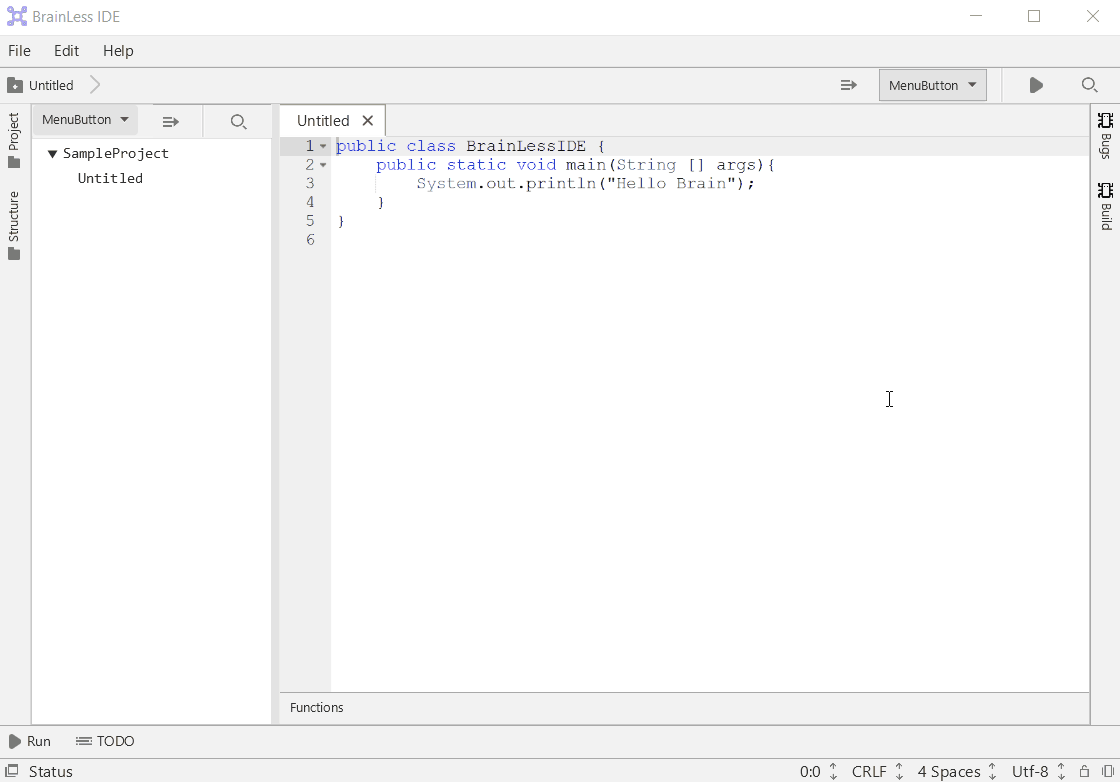 BrainLess IDE
File Edit Help
Untitled MenuButton
Project
Structure
MenuButton
SampleProject
Untitled
Untitled
1 public class BrainLessIDE {
2     public static void main(String [] args){
3         System.out.println("Hello Brain");
4     }
5 }
6
Functions
Bugs
Build
Run TODO
Status 0:0 CRLF 4 Spaces Utf-8